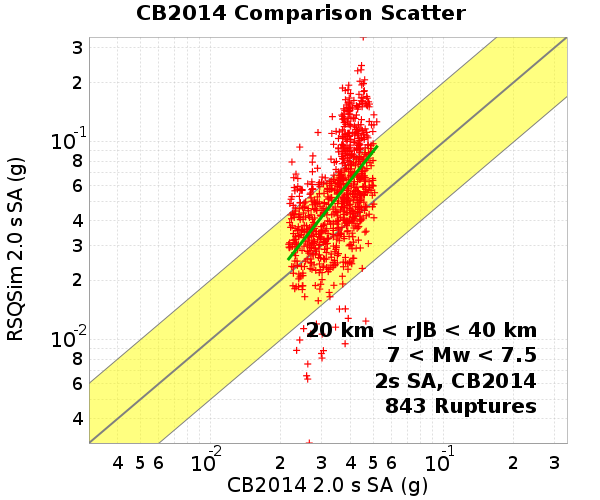 CB2014 Comparison Scatter
RSQSim 2.0 s SA (g)
3
2
10-1
8
6
4
3
2
10-2
8
6
4
20 km < rJB < 40 km
7 < Mw < 7.5
2s SA, CB2014
843 Ruptures
4 5 6 10-2 2 3 4 5 6 10-1 2 3
CB2014 2.0 s SA (g)